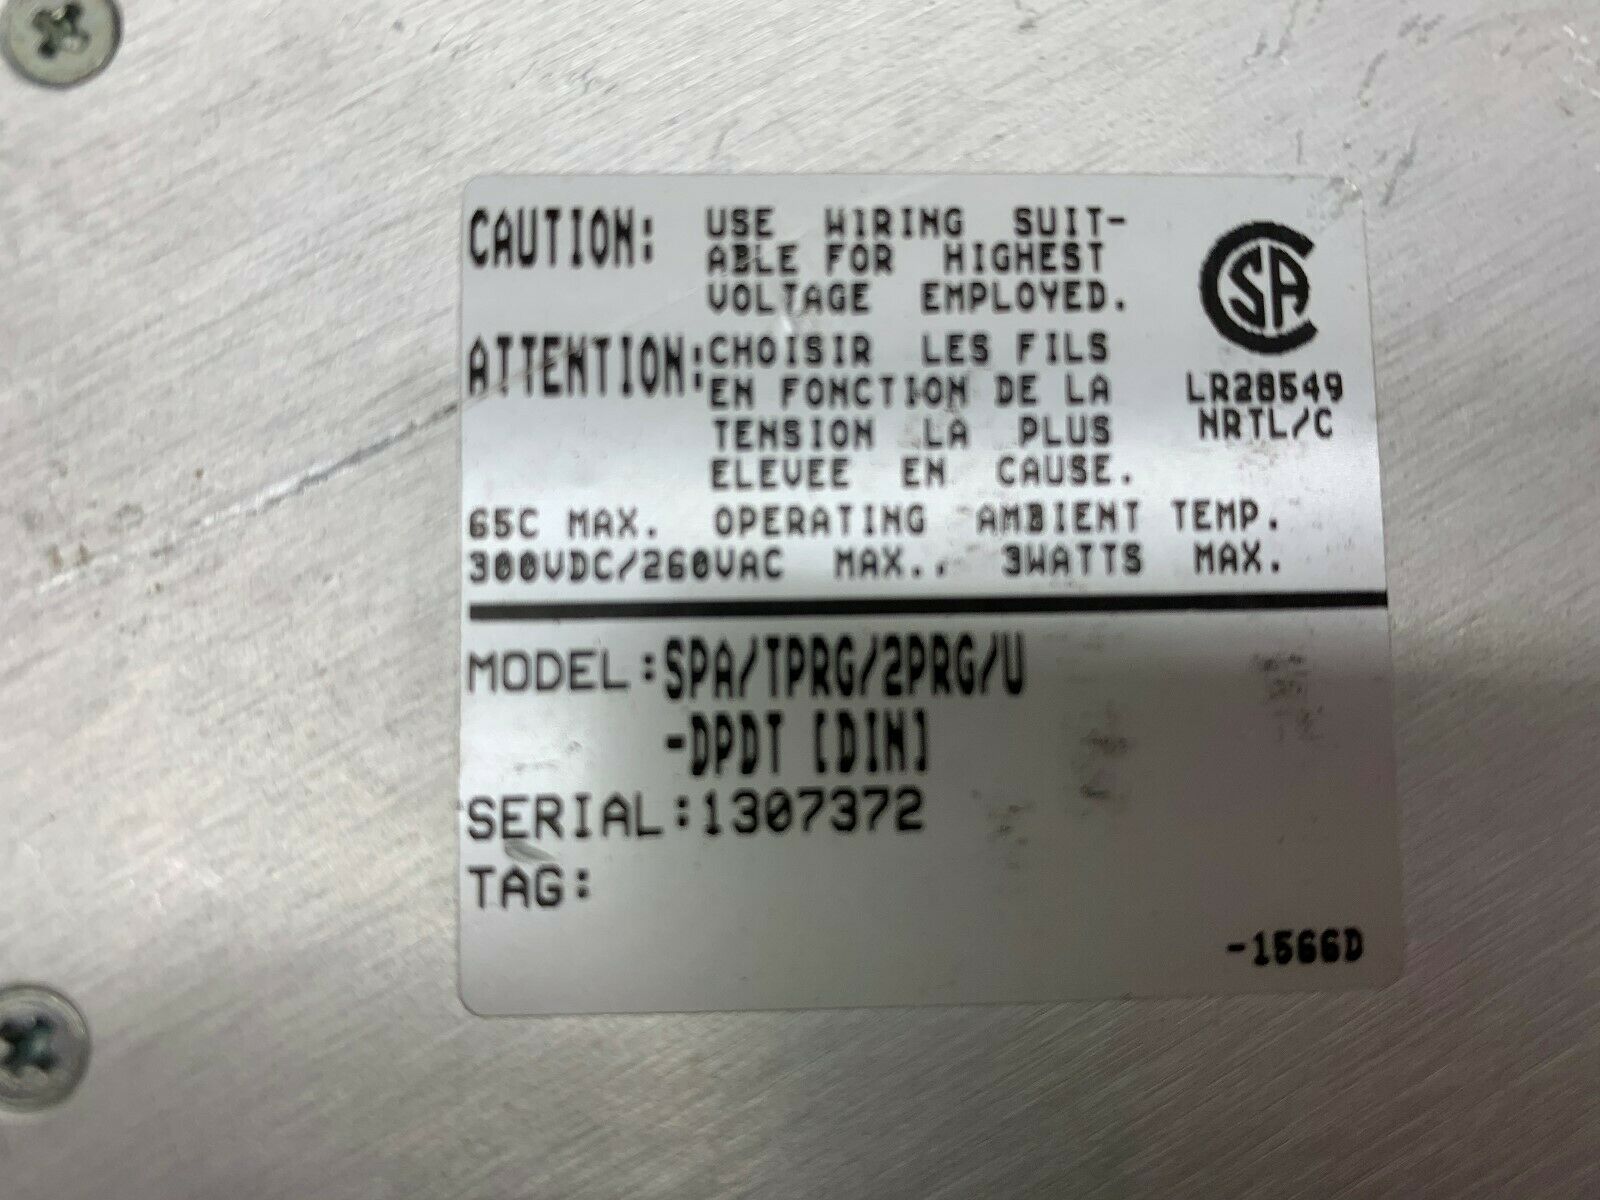 CAUTION: USE WIRING SUIT-
ABLE FOR HIGHEST
VOLTAGE EMPLOYED.
CSA
ATTENTION: CHOISIR LES FILS
EN FONCTION DE LA
TENSION LA PLUS
ELEVEE EN CAUSE.
LR28549
NRTL/C
65C MAX. OPERATING AMBIENT TEMP.
300VDC/260VAC MAX., 3WATTS MAX.
MODEL:SPA/TPRG/2PRG/U
-DPDT [DIN]
SERIAL:1307372
TAG:
-1566D